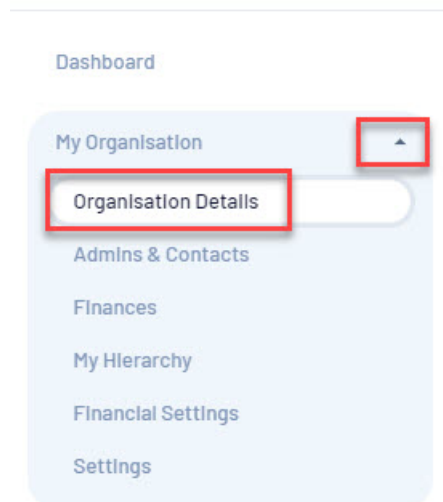 Dashboard
My Organisation
Organisation Details
Admins & Contacts
Finances
My Hierarchy
Financial Settings
Settings